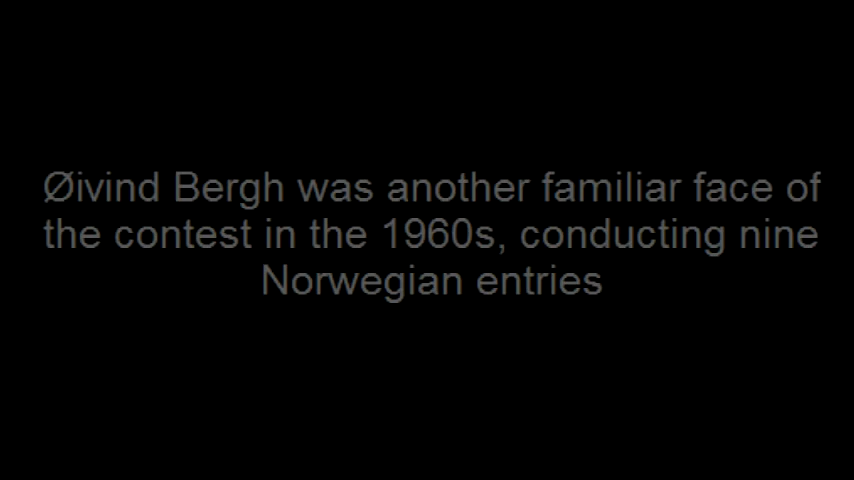 Øivind Bergh was another familiar face of
the contest in the 1960s, conducting nine
Norwegian entries